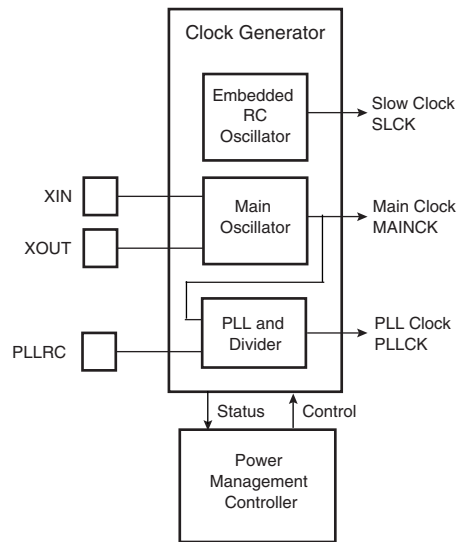 Clock Generator
Embedded
RC
Oscillator
Slow Clock
SLCK
XIN
XOUT
Main
Oscillator
Main Clock
MAINCK
PLLRC
PLL and
Divider
PLL Clock
PLLCK
Status
Control
Power
Management
Controller